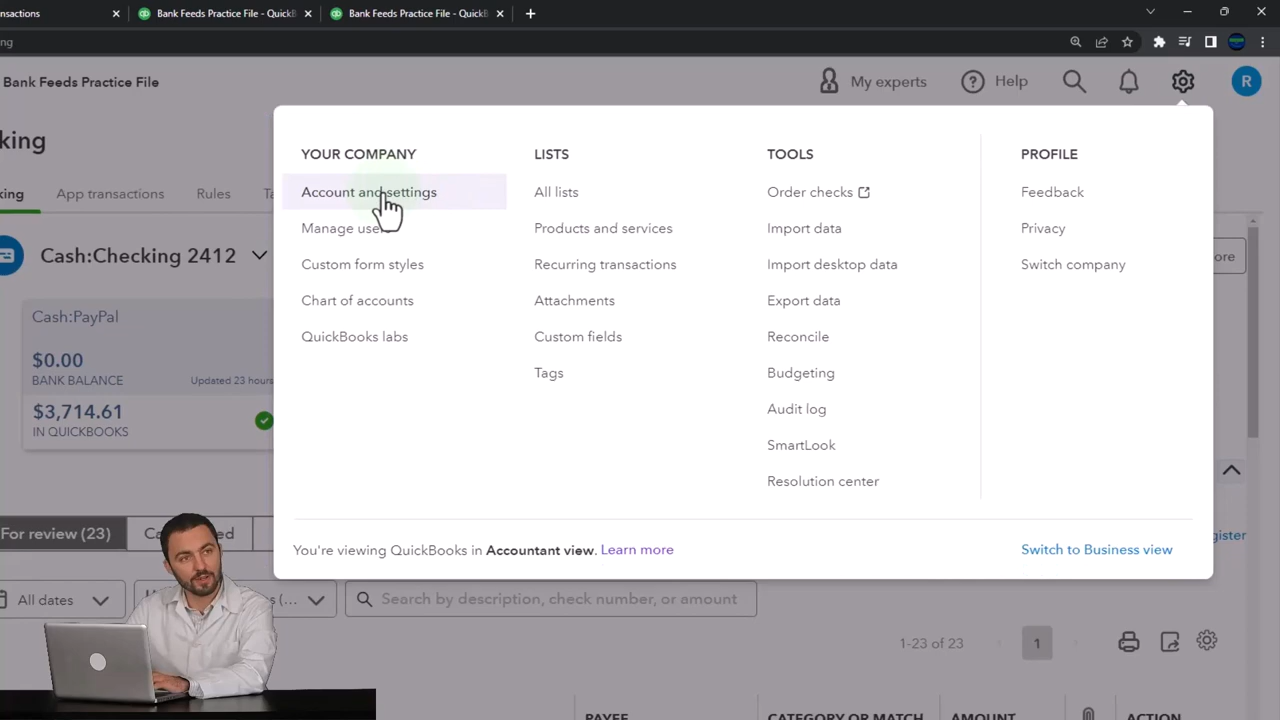 nsactions
Bank Feeds Practice File - QuickB
Bank Feeds Practice File - QuickB
ng
Bank Feeds Practice File
My experts
Help
R
king
king
App transactions
Rules
Ta
Cash:Checking 2412
ore
Cash:PayPal
$0.00
BANK BALANCE
Updated 23 hours
$3,714.61
IN QUICKBOOKS
YOUR COMPANY
Account and settings
Manage users
Custom form styles
Chart of accounts
QuickBooks labs
LISTS
All lists
Products and services
Recurring transactions
Attachments
Custom fields
Tags
TOOLS
Order checks
Import data
Import desktop data
Export data
Reconcile
Budgeting
Audit log
SmartLook
Resolution center
PROFILE
Feedback
Privacy
Switch company
You're viewing QuickBooks in Accountant view. Learn more
Switch to Business view
For review (23)
gister
All dates
Search by description, check number, or amount
1-23 of 23
1
PAYEE
CATEGORY OR MATCH
AMOUNT
ACTION